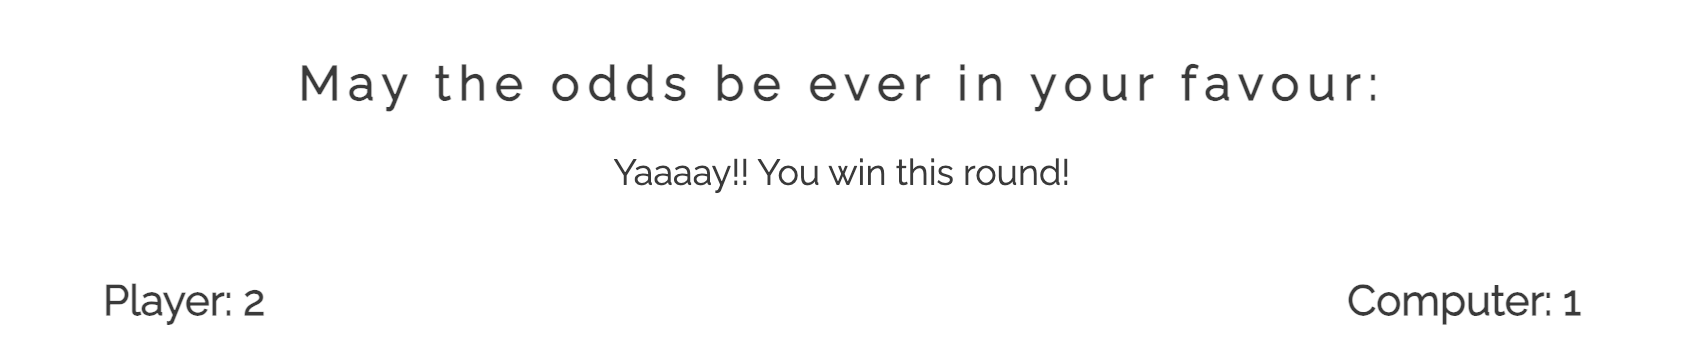 May the odds be ever in your favour:
Yaaaay!! You win this round!
Player: 2
Computer: 1